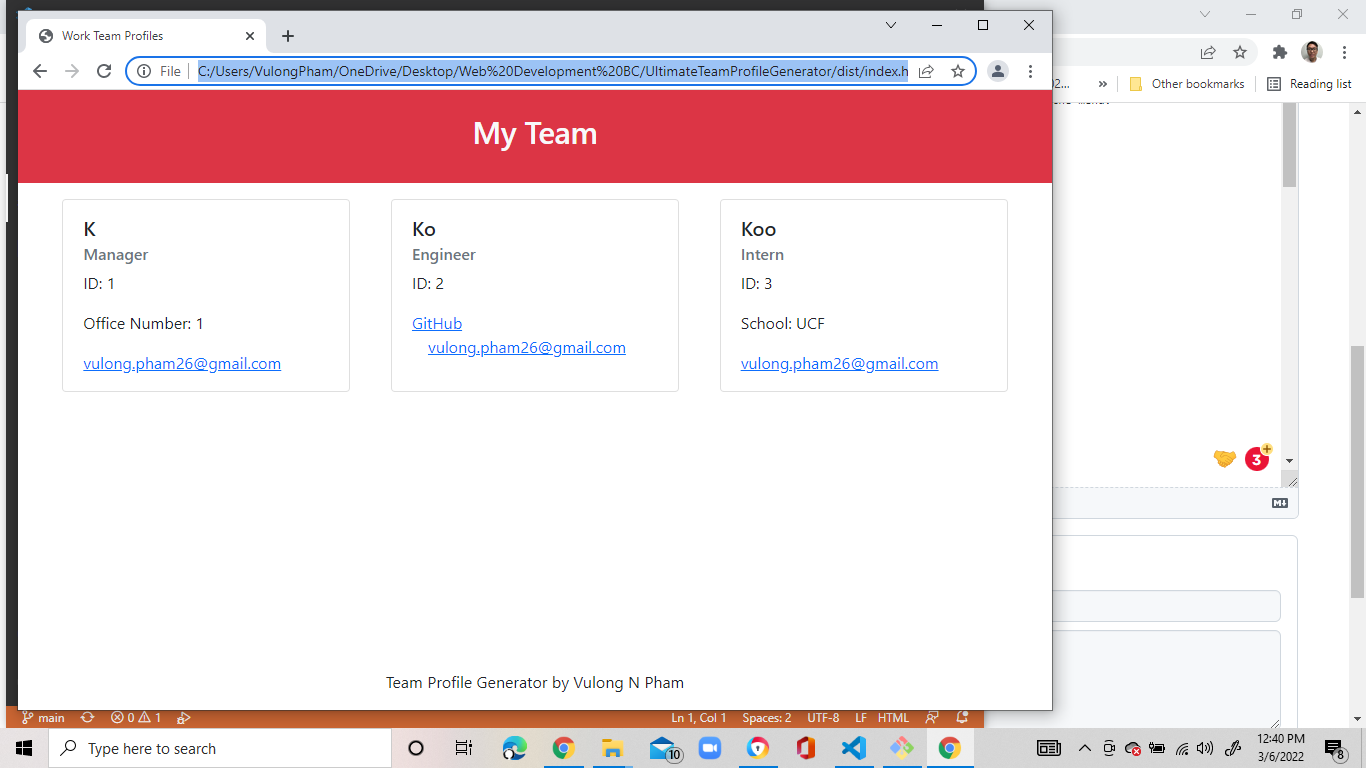 Work Team Profiles
File
C:/Users/VulongPham/OneDrive/Desktop/Web%20Development%20BC/UltimateTeamProfileGenerator/dist/index.h
Other bookmarks
Reading list
My Team
K
Manager
ID: 1
Office Number: 1
vulong.pham26@gmail.com
Ko
Engineer
ID: 2
GitHub
vulong.pham26@gmail.com
Koo
Intern
ID: 3
School: UCF
vulong.pham26@gmail.com
3
Team Profile Generator by Vulong N Pham
main
0
1
Ln 1, Col 1
Spaces: 2
UTF-8
LF
HTML
Type here to search
10
12:40 PM
3/6/2022
8